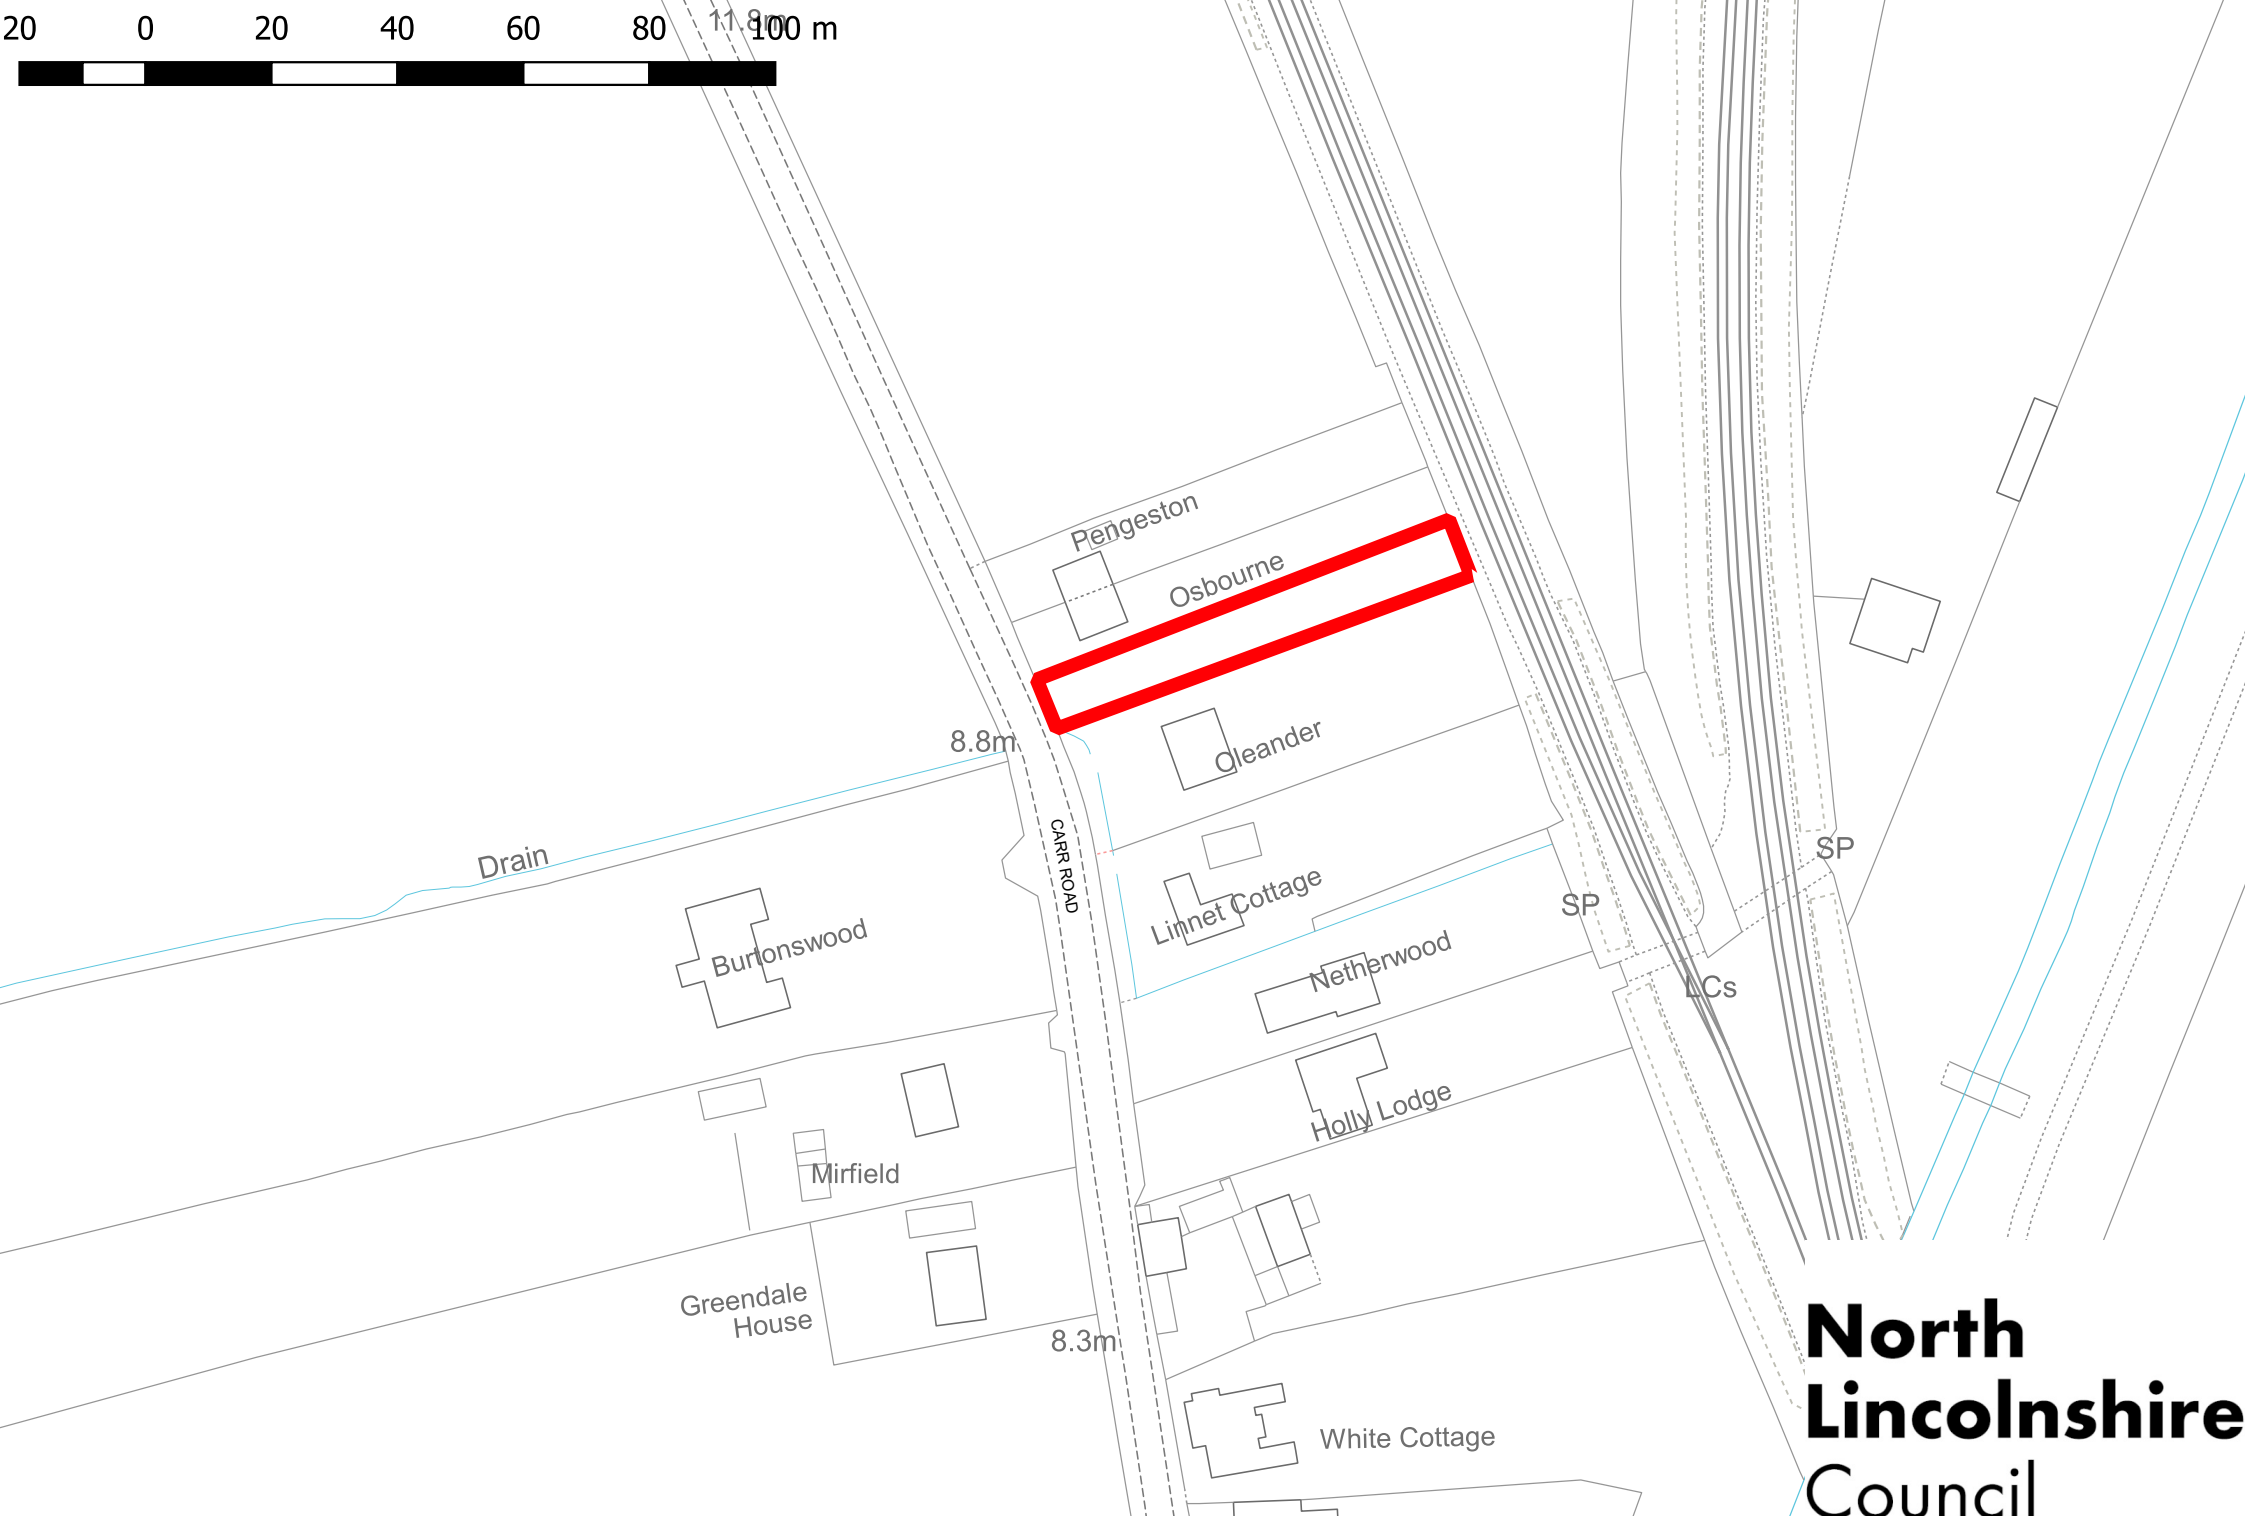 11.8m
20 0 20 40 60 80 100 m
Pengeston
Osbourne
8.8m
Oleander
CARR ROAD
Drain
SP
Linnet Cottage
SP
Burtonswood
Netherwood
LCs
Holly Lodge
Mirfield
Greendale
House
8.3m
White Cottage
North
Lincolnshire
Council